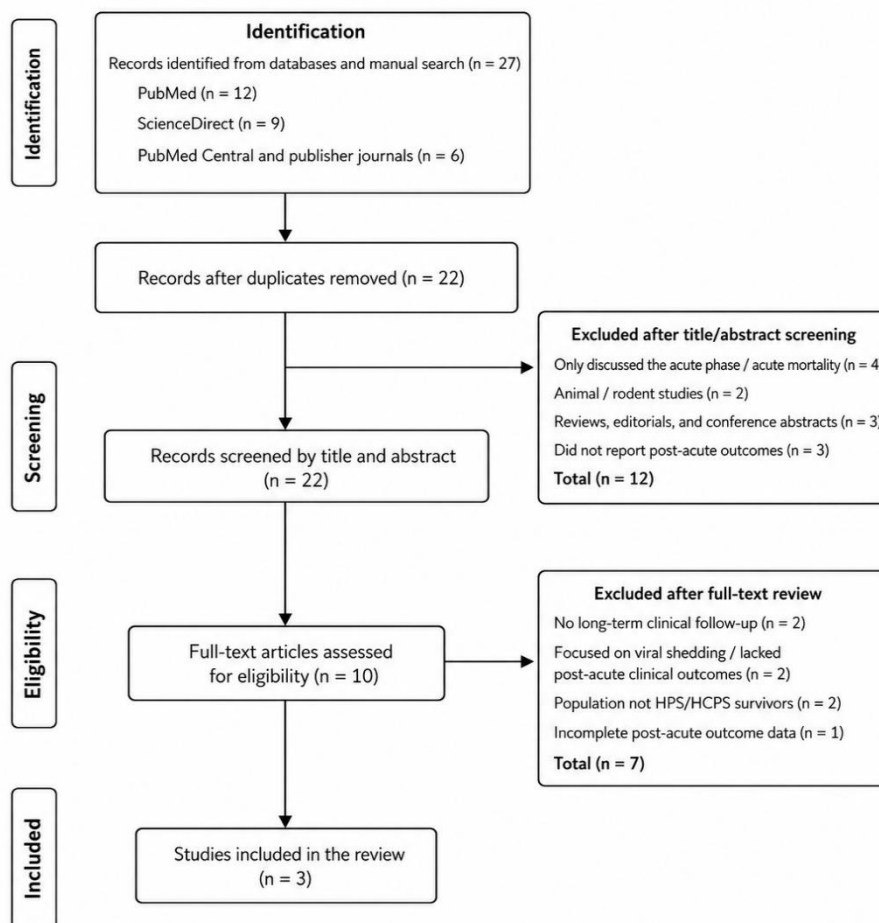 Identification
Identification
Records identified from databases and manual search (n = 27)
PubMed (n = 12)
ScienceDirect (n = 9)
PubMed Central and publisher journals (n = 6)
Records after duplicates removed (n = 22)
Screening
Excluded after title/abstract screening
Only discussed the acute phase / acute mortality (n = 4
Animal / rodent studies (n = 2)
Reviews, editorials, and conference abstracts (n = 3)
Did not report post-acute outcomes (n = 3)
Total (n = 12)
Records screened by title and abstract
(n = 22)
Eligibility
Full-text articles assessed
for eligibility (n = 10)
Excluded after full-text review
No long-term clinical follow-up (n = 2)
Focused on viral shedding / lacked
post-acute clinical outcomes (n = 2)
Population not HPS/HCPS survivors (n = 2)
Incomplete post-acute outcome data (n = 1)
Total (n = 7)
Included
Studies included in the review
(n = 3)